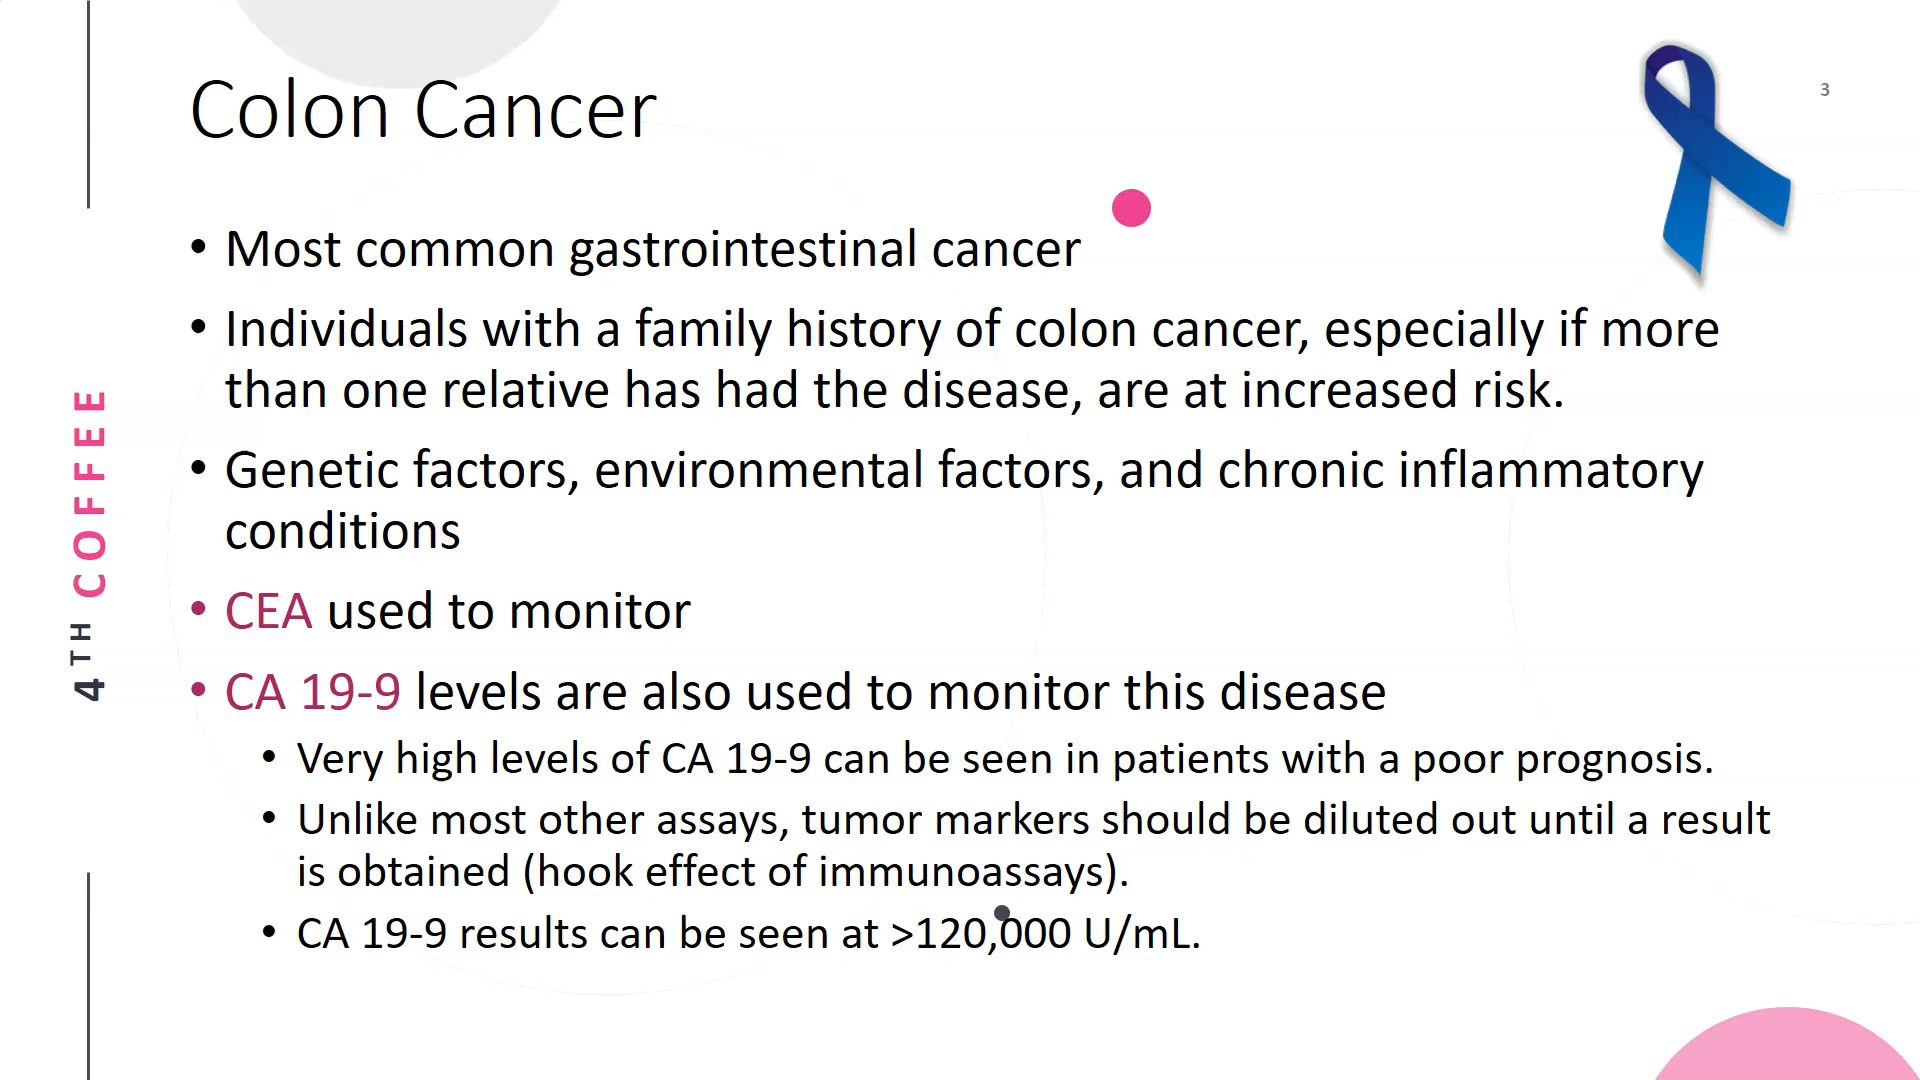 Colon Cancer
3
• Most common gastrointestinal cancer
• Individuals with a family history of colon cancer, especially if more
than one relative has had the disease, are at increased risk.
• Genetic factors, environmental factors, and chronic inflammatory
conditions
• CEA used to monitor
• CA 19-9 levels are also used to monitor this disease
• Very high levels of CA 19-9 can be seen in patients with a poor prognosis.
• Unlike most other assays, tumor markers should be diluted out until a result
is obtained (hook effect of immunoassays).
• CA 19-9 results can be seen at >120,000 U/mL.
4TH COFFEE